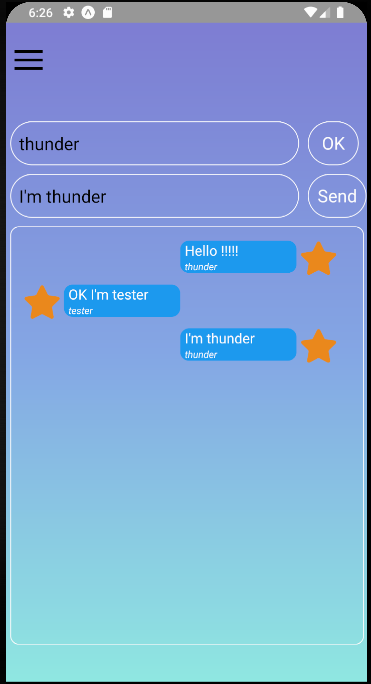 6:26
thunder
OK
I'm thunder
Send
Hello !!!!!
thunder
OK I'm tester
tester
I'm thunder
thunder